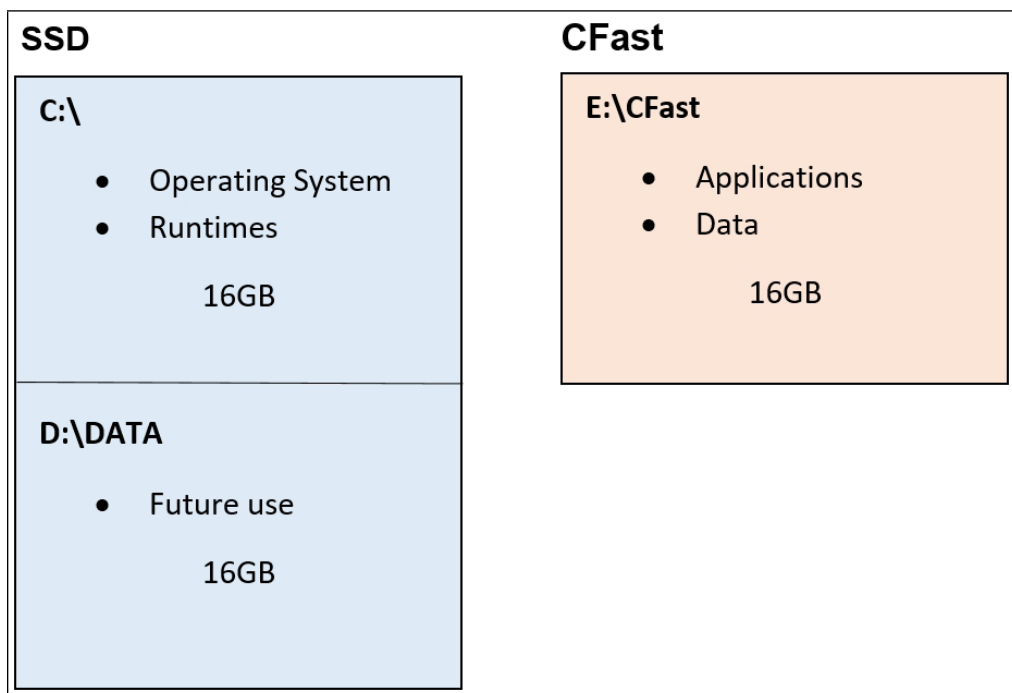 SSD
C:\
• Operating System
• Runtimes
16GB
D:\DATA
• Future use
16GB
CFast
E:\CFast
• Applications
• Data
16GB